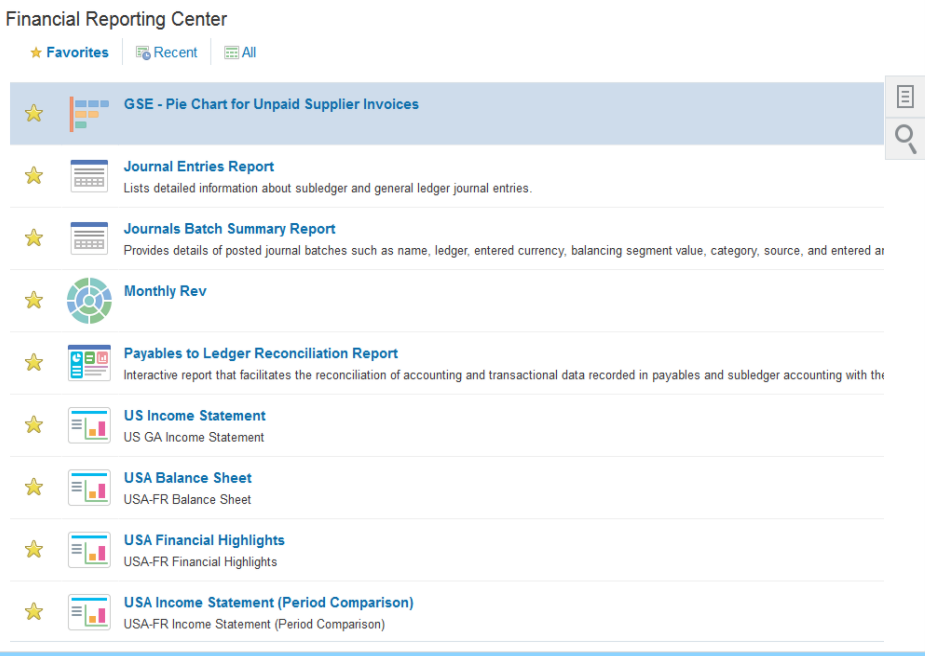 Financial Reporting Center
Favorites Recent All
GSE - Pie Chart for Unpaid Supplier Invoices
Journal Entries Report
Lists detailed information about subledger and general ledger journal entries.
Journals Batch Summary Report
Provides details of posted journal batches such as name, ledger, entered currency, balancing segment value, category, source, and entered
Monthly Rev
Payables to Ledger Reconciliation Report
Interactive report that facilitates the reconciliation of accounting and transactional data recorded in payables and subledger accounting with
US Income Statement
US GA Income Statement
USA Balance Sheet
USA-FR Balance Sheet
USA Financial Highlights
USA-FR Financial Highlights
USA Income Statement (Period Comparison)
USA-FR Income Statement (Period Comparison)